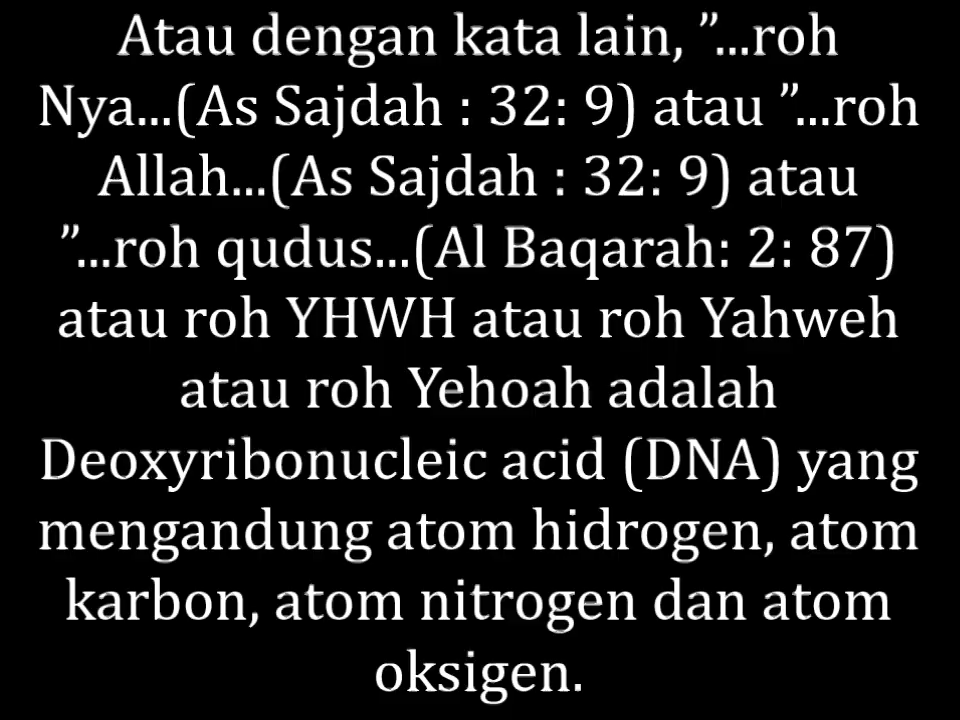 Atau dengan kata lain, ”...roh
Nya...(As Sajdah : 32: 9) atau ”...roh
Allah...(As Sajdah : 32: 9) atau
”...roh qudus...(Al Baqarah: 2: 87)
atau roh YHWH atau roh Yahweh
atau roh Yehoah adalah
Deoxyribonucleic acid (DNA) yang
mengandung atom hidrogen, atom
karbon, atom nitrogen dan atom
oksigen.